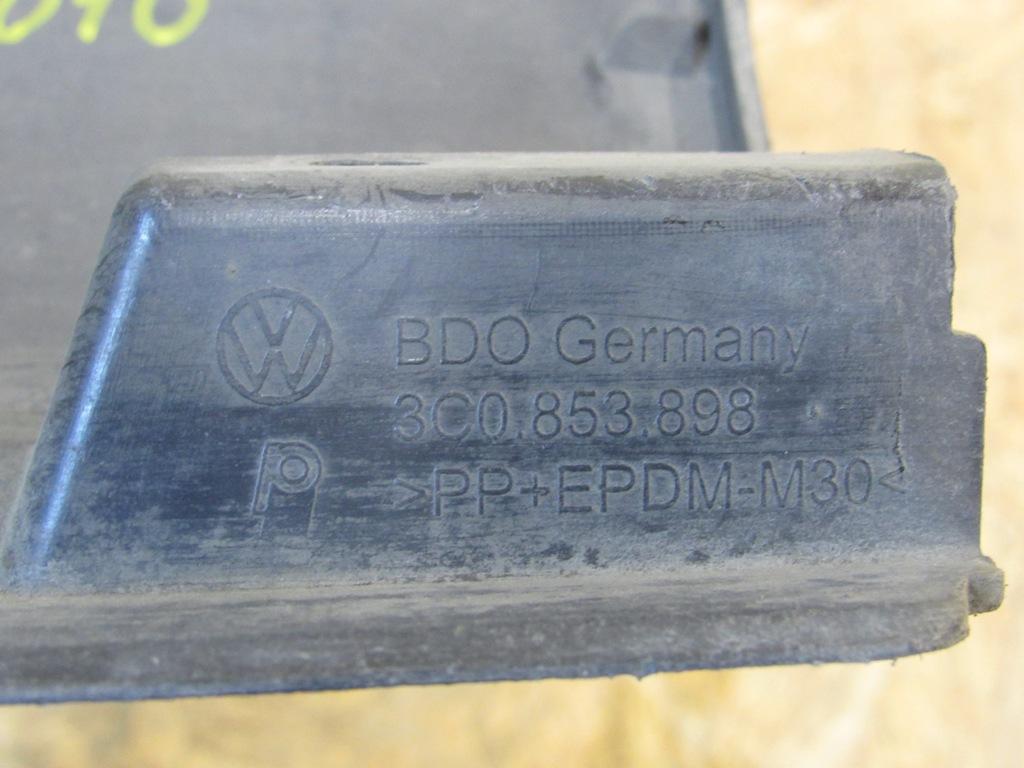 BDO Germany
3C0.853.898
>PP+EPDM-M30<